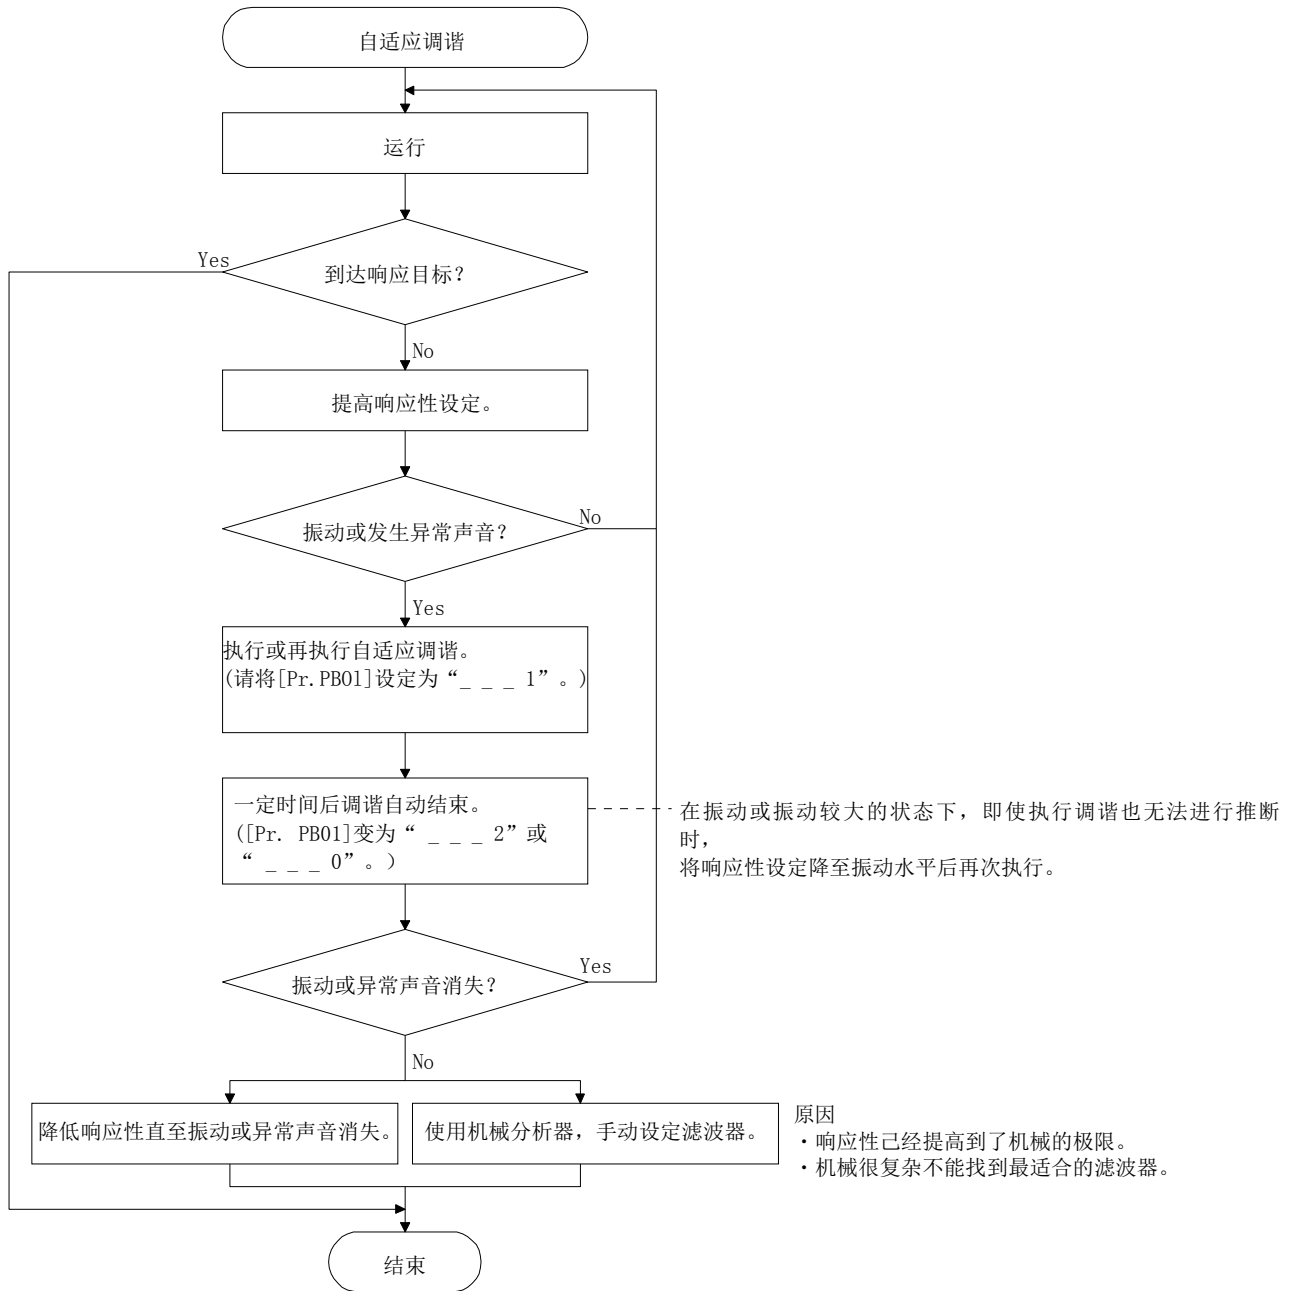 自适应调谐
运行
Yes
到达响应目标?
No
提高响应性设定。
振动或发生异常声音?
No
Yes
执行或再执行自适应调谐。
(请将[Pr.PB01]设定为“_ _ _ 1”。)
一定时间后调谐自动结束。
([Pr. PB01]变为“ _ _ _ 2”或
“ _ _ _ 0”。)
在振动或振动较大的状态下，即使执行调谐也无法进行推断
时，
将响应性设定降至振动水平后再次执行。
振动或异常声音消失?
Yes
No
降低响应性直至振动或异常声音消失。
使用机械分析器，手动设定滤波器。
原因
・响应性己经提高到了机械的极限。
・机械很复杂不能找到最适合的滤波器。
结束